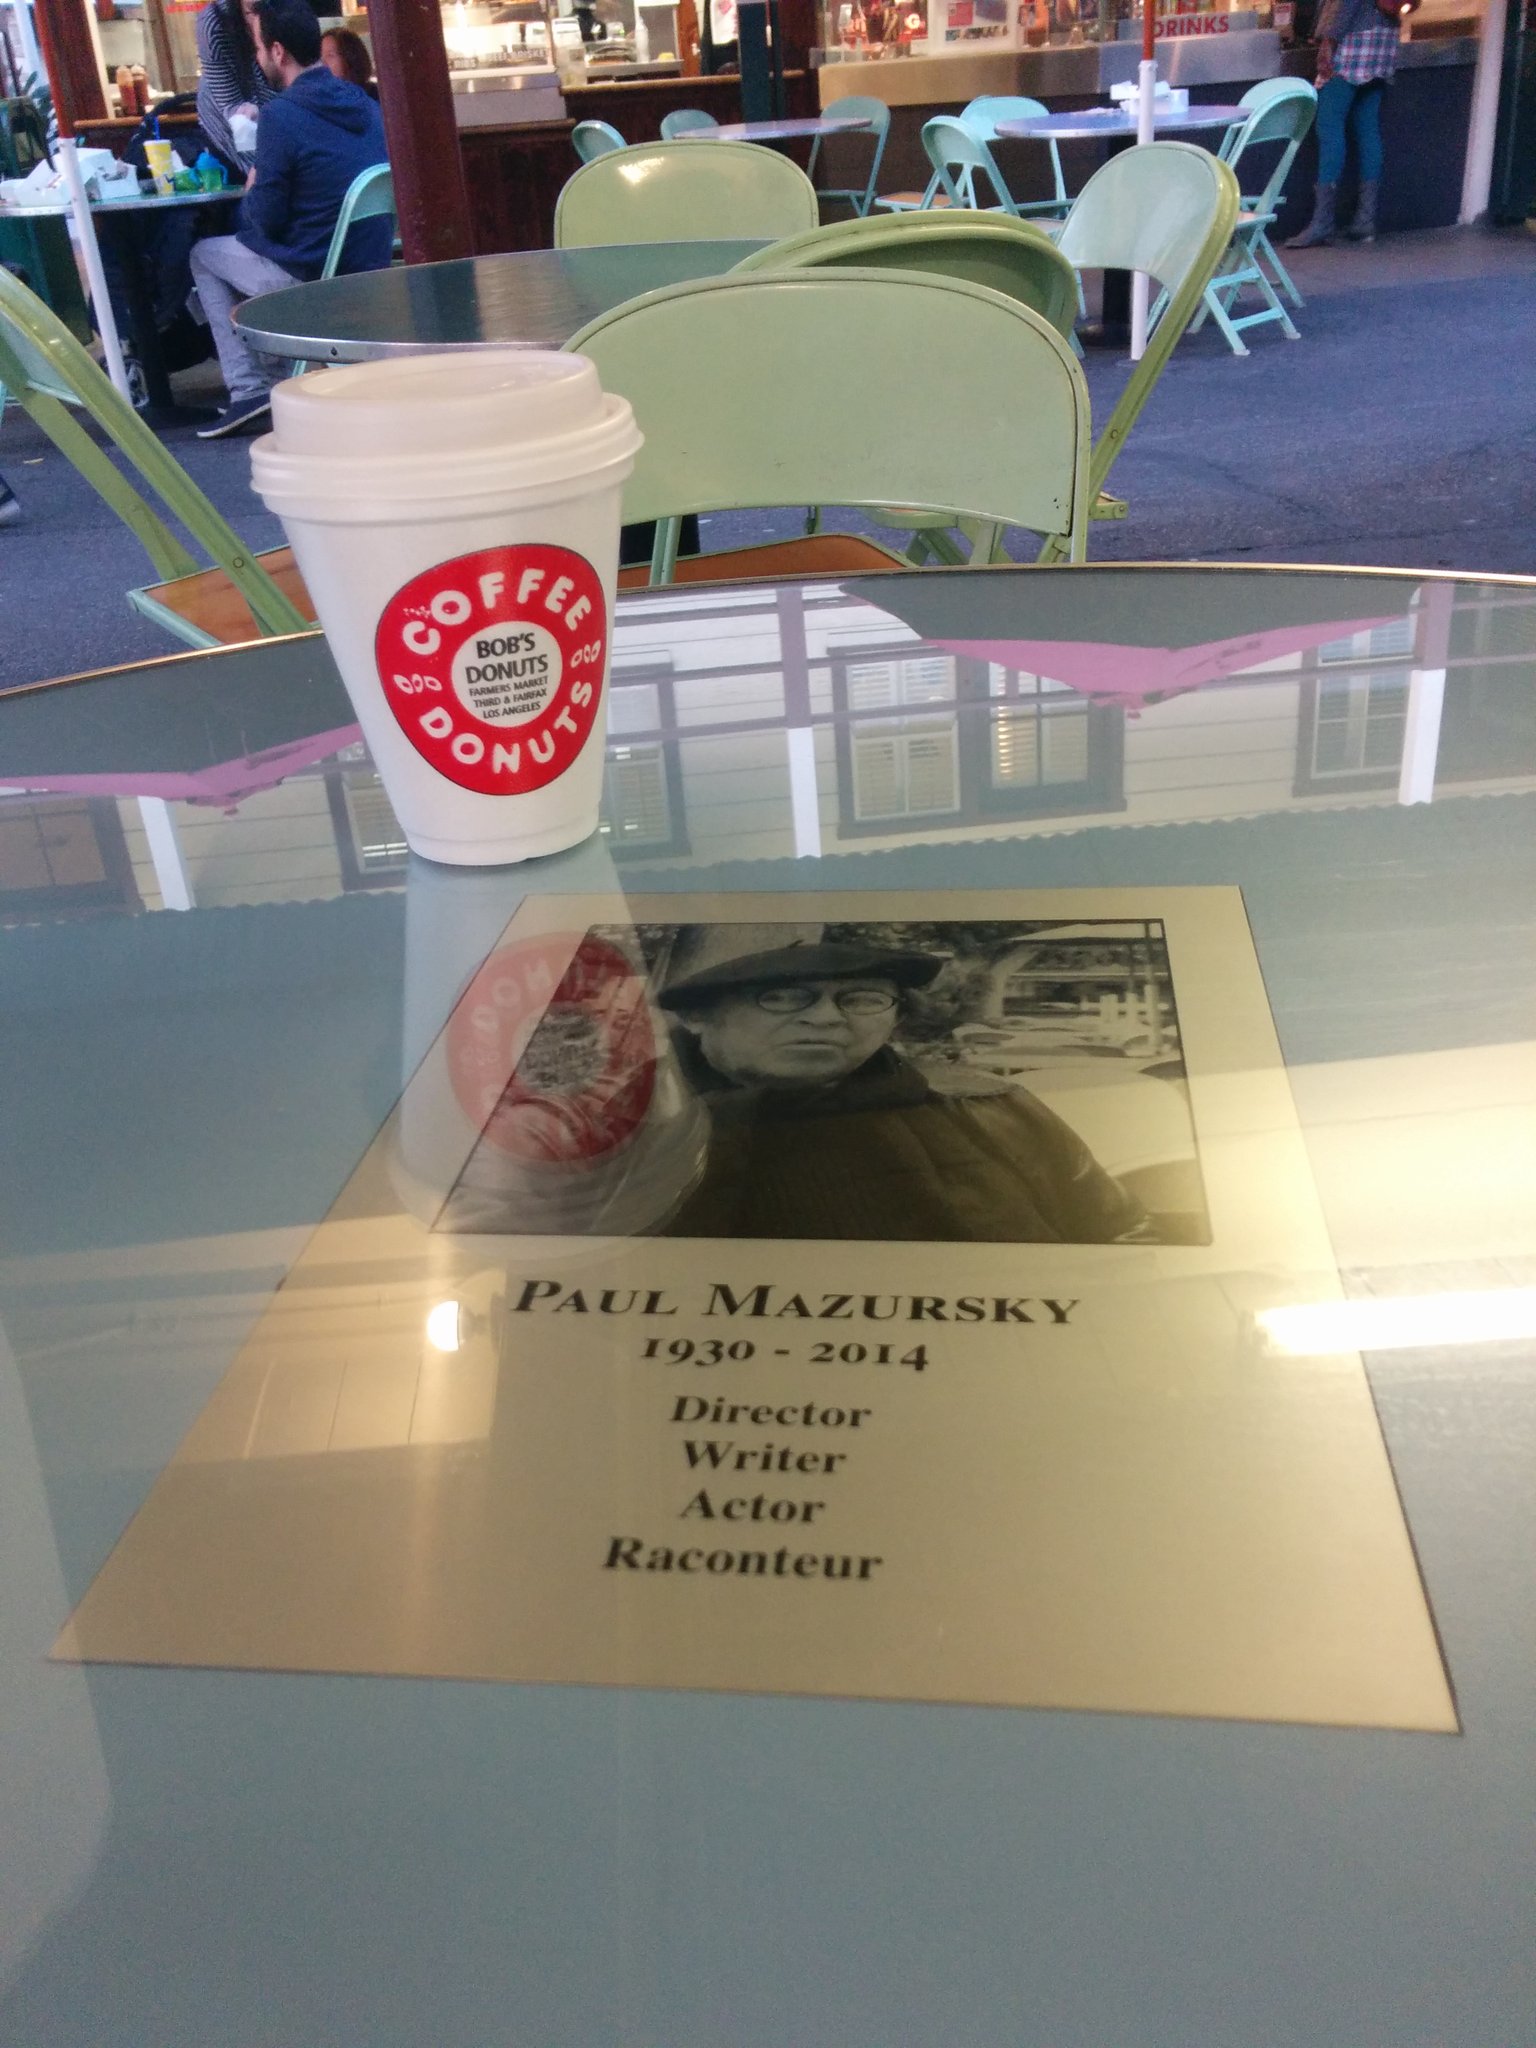 DRINKS
COFFEE
BOB'S
DONUTS
FARMERS MARKET
THIRD & FAIRFAX
LOS ANGELES
DONUTS
PAUL MAZURSKY
1930 - 2014
Director
Writer
Actor
Raconteur